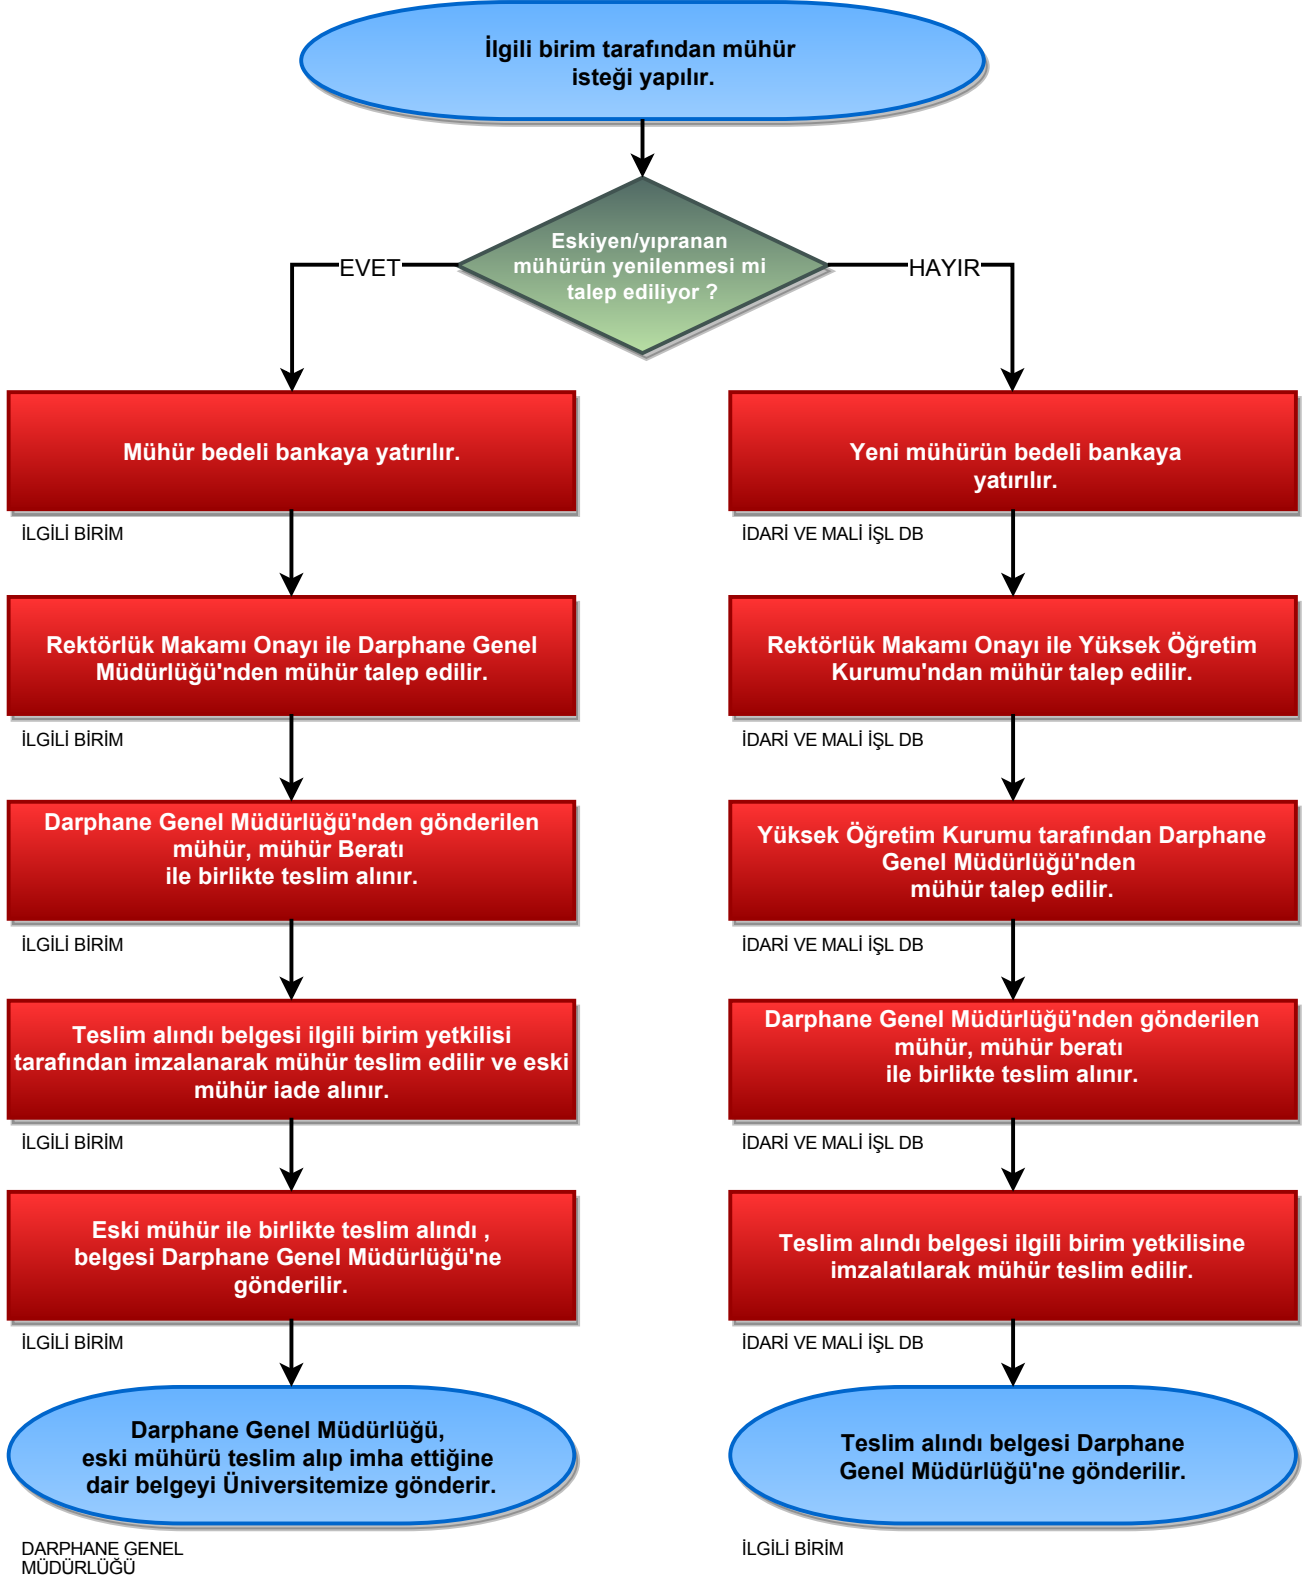 İlgili birim tarafından mühür
isteği yapılır.
Eskiyen/yıpranan
mühürün yenilenmesi mi
talep ediliyor ?
EVET
HAYIR
Mühür bedeli bankaya yatırılır.
İLGİLİ BİRİM
Rektörlük Makamı Onayı ile Darphane Genel
Müdürlüğü'nden mühür talep edilir.
İLGİLİ BİRİM
Darphane Genel Müdürlüğü'nden gönderilen
mühür, mühür Beratı
ile birlikte teslim alınır.
İLGİLİ BİRİM
Teslim alındı belgesi ilgili birim yetkilisi
tarafından imzalanarak mühür teslim edilir ve eski
mühür iade alınır.
İLGİLİ BİRİM
Eski mühür ile birlikte teslim alındı ,
belgesi Darphane Genel Müdürlüğü'ne
gönderilir.
İLGİLİ BİRİM
Darphane Genel Müdürlüğü,
eski mühürü teslim alıp imha ettiğine
dair belgeyi Üniversitemize gönderir.
DARPHANE GENEL
MÜDÜRLÜĞÜ
Yeni mühürün bedeli bankaya
yatırılır.
İDARİ VE MALİ İŞL DB
Rektörlük Makamı Onayı ile Yüksek Öğretim
Kurumu'ndan mühür talep edilir.
İDARİ VE MALİ İŞL DB
Yüksek Öğretim Kurumu tarafından Darphane
Genel Müdürlüğü'nden
mühür talep edilir.
İDARİ VE MALİ İŞL DB
Darphane Genel Müdürlüğü'nden gönderilen
mühür, mühür beratı
ile birlikte teslim alınır.
İDARİ VE MALİ İŞL DB
Teslim alındı belgesi ilgili birim yetkilisine
imzalatılarak mühür teslim edilir.
İDARİ VE MALİ İŞL DB
Teslim alındı belgesi Darphane
Genel Müdürlüğü'ne gönderilir.
İLGİLİ BİRİM